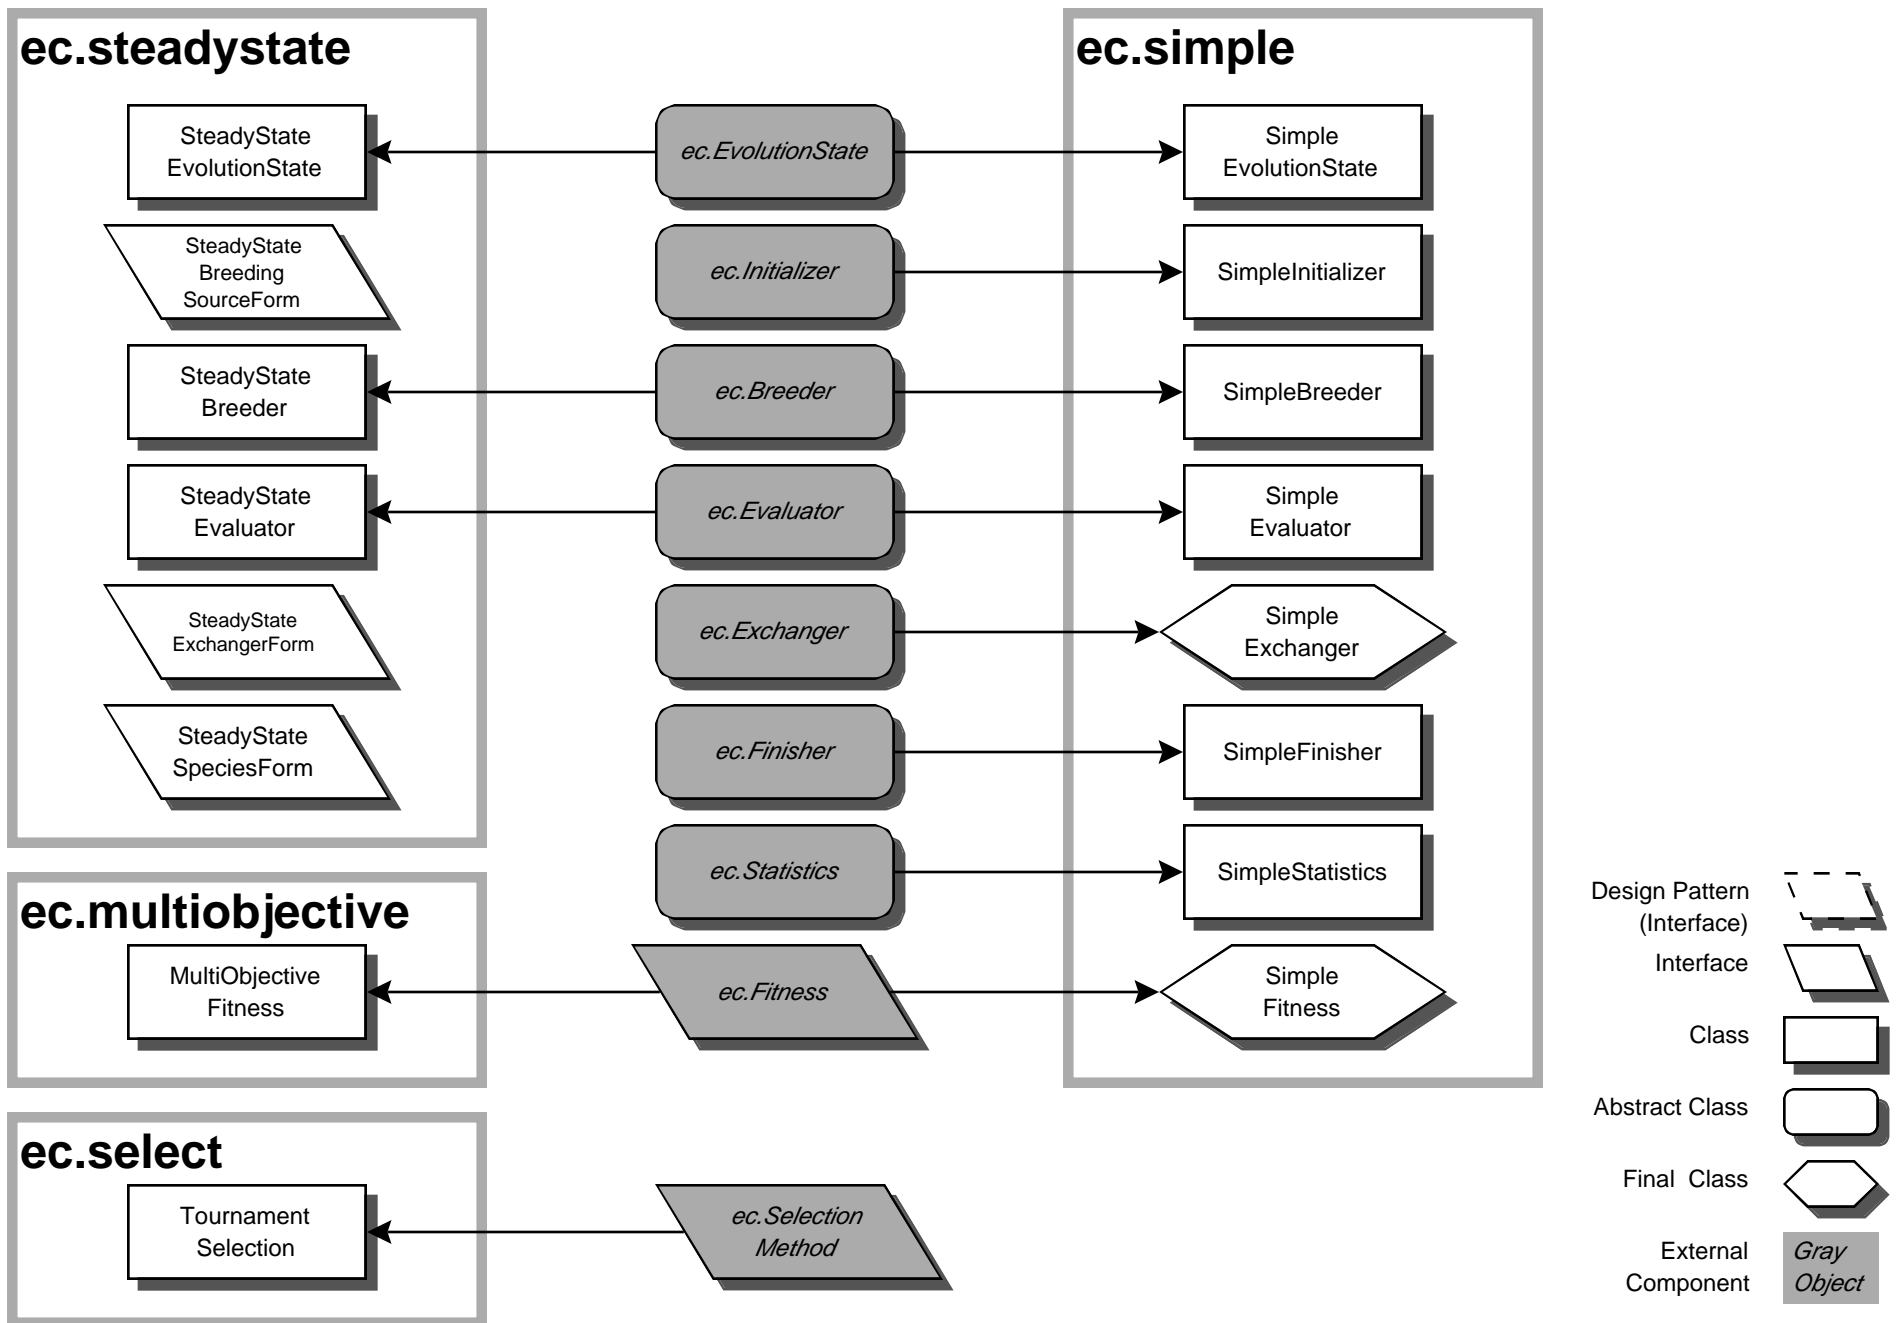 ec.steadystate
SteadyState
EvolutionState
SteadyState
Breeding
SourceForm
SteadyState
Breeder
SteadyState
Evaluator
SteadyState
ExchangerForm
SteadyState
SpeciesForm
ec.multiobjective
MultiObjective
Fitness
ec.select
Tournament
Selection
ec.EvolutionState
ec.Initializer
ec.Breeder
ec.Evaluator
ec.Exchanger
ec.Finisher
ec.Statistics
ec.Fitness
ec.Selection
Method
ec.simple
Simple
EvolutionState
SimpleInitializer
SimpleBreeder
Simple
Evaluator
Simple
Exchanger
SimpleFinisher
SimpleStatistics
Simple
Fitness
Design Pattern
(Interface)
Interface
Class
Abstract Class
Final Class
External
Component
Gray
Object